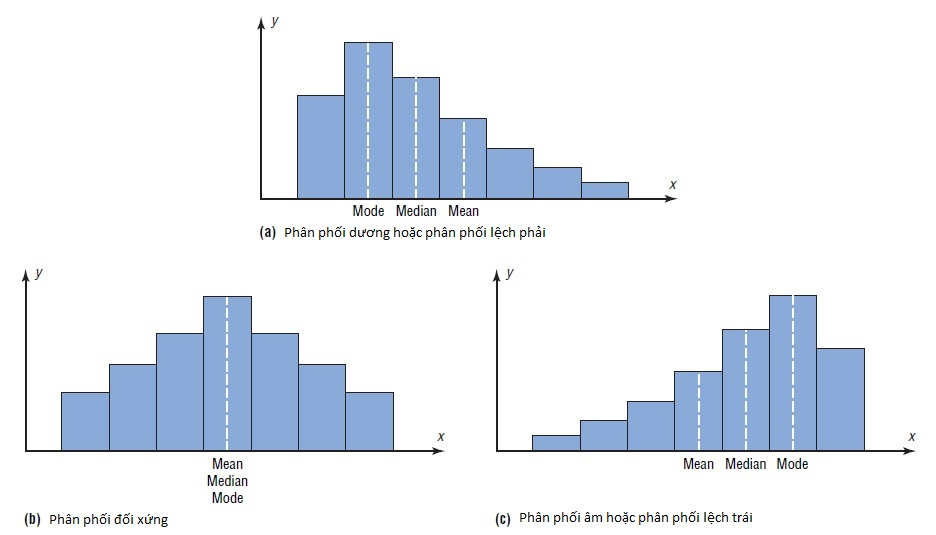 y
x
Mode Median Mean
(a) Phân phối dương hoặc phân phối lệch phải
y
x
Mean
Median
Mode
(b) Phân phối đối xứng
y
x
Mean Median Mode
(c) Phân phối âm hoặc phân phối lệch trái